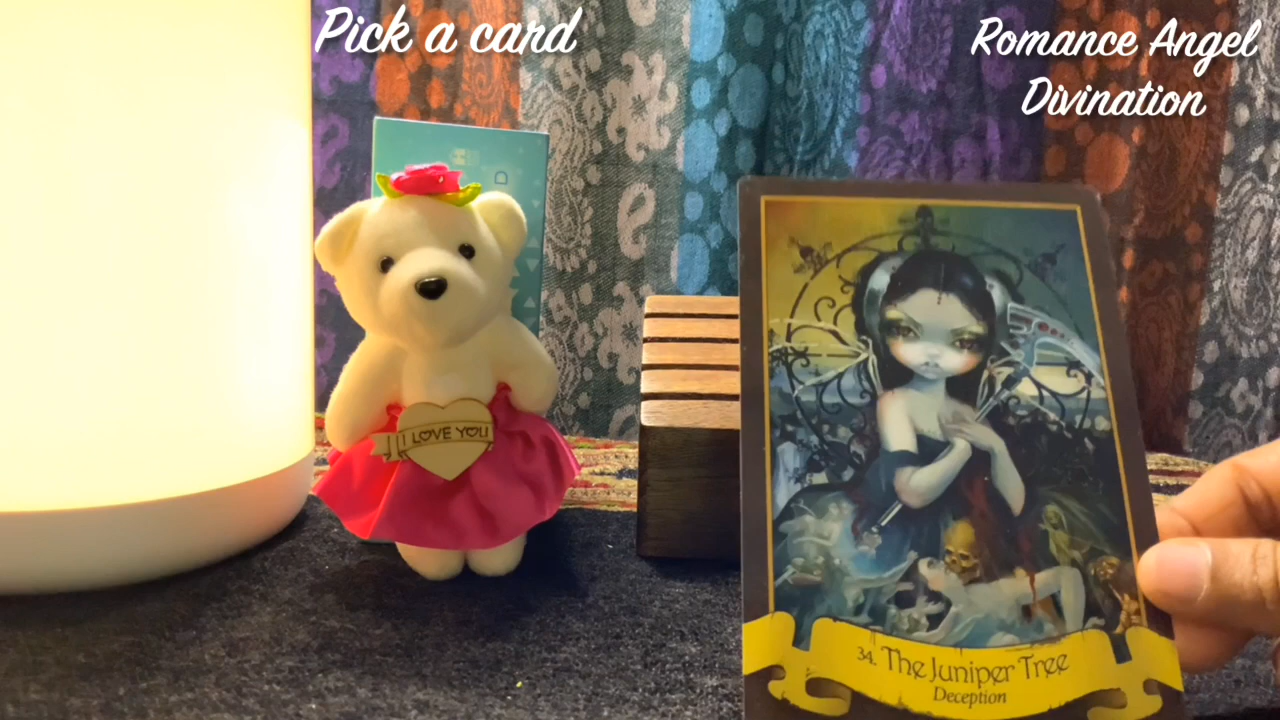 Pick a card
Romance Angel
Divination
D
I LOVE YOU
34. The Juniper Tree
Deception